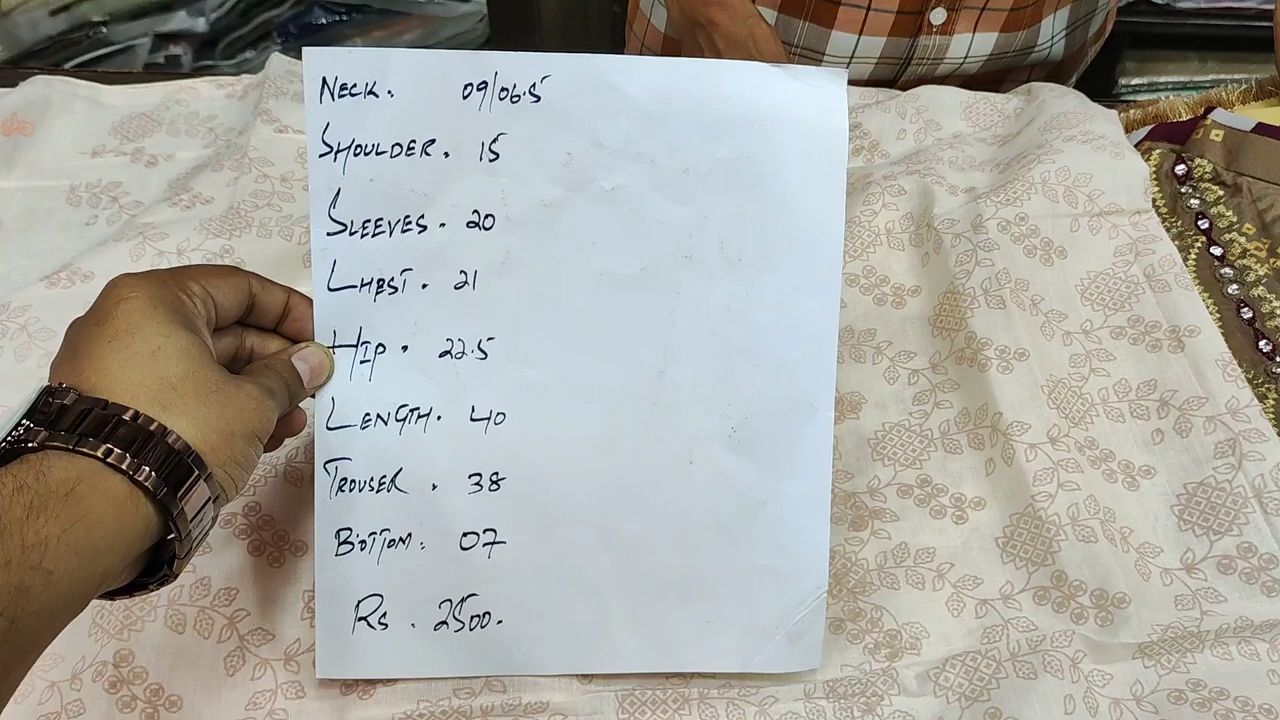 NECK. 09/06.5
SHOULDER. 15
SLEEVES. 20
CHEST. 21
HIP. 22.5
LENGTH. 40
TROUSER. 38
BOTTOM. 07
Rs. 2500.